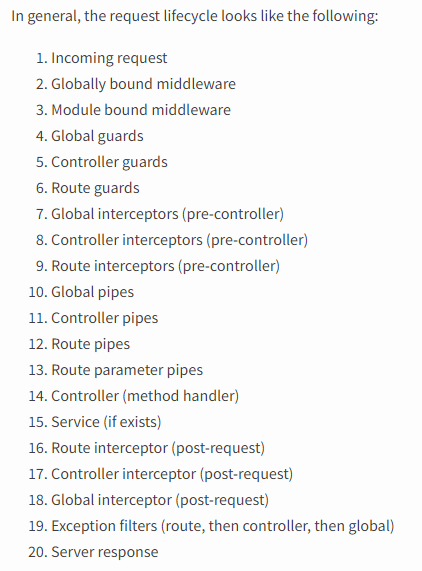 In general, the request lifecycle looks like the following:
1. Incoming request
2. Globally bound middleware
3. Module bound middleware
4. Global guards
5. Controller guards
6. Route guards
7. Global interceptors (pre-controller)
8. Controller interceptors (pre-controller)
9. Route interceptors (pre-controller)
10. Global pipes
11. Controller pipes
12. Route pipes
13. Route parameter pipes
14. Controller (method handler)
15. Service (if exists)
16. Route interceptor (post-request)
17. Controller interceptor (post-request)
18. Global interceptor (post-request)
19. Exception filters (route, then controller, then global)
20. Server response